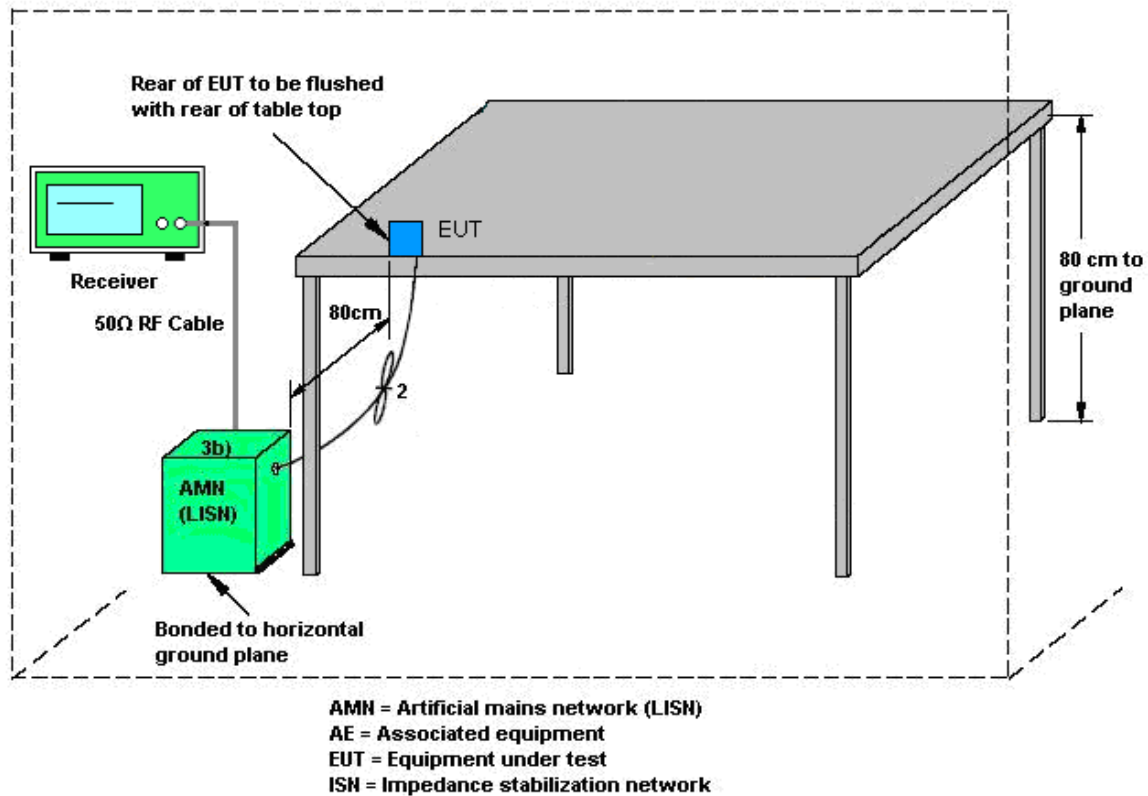 Rear of EUT to be flushed
with rear of table top
EUT
Receiver
50Ω RF Cable
80cm
2
80 cm to
ground
plane
3b)
AMN
(LISN)
Bonded to horizontal
ground plane
AMN = Artificial mains network (LISN)
AE = Associated equipment
EUT = Equipment under test
ISN = Impedance stabilization network